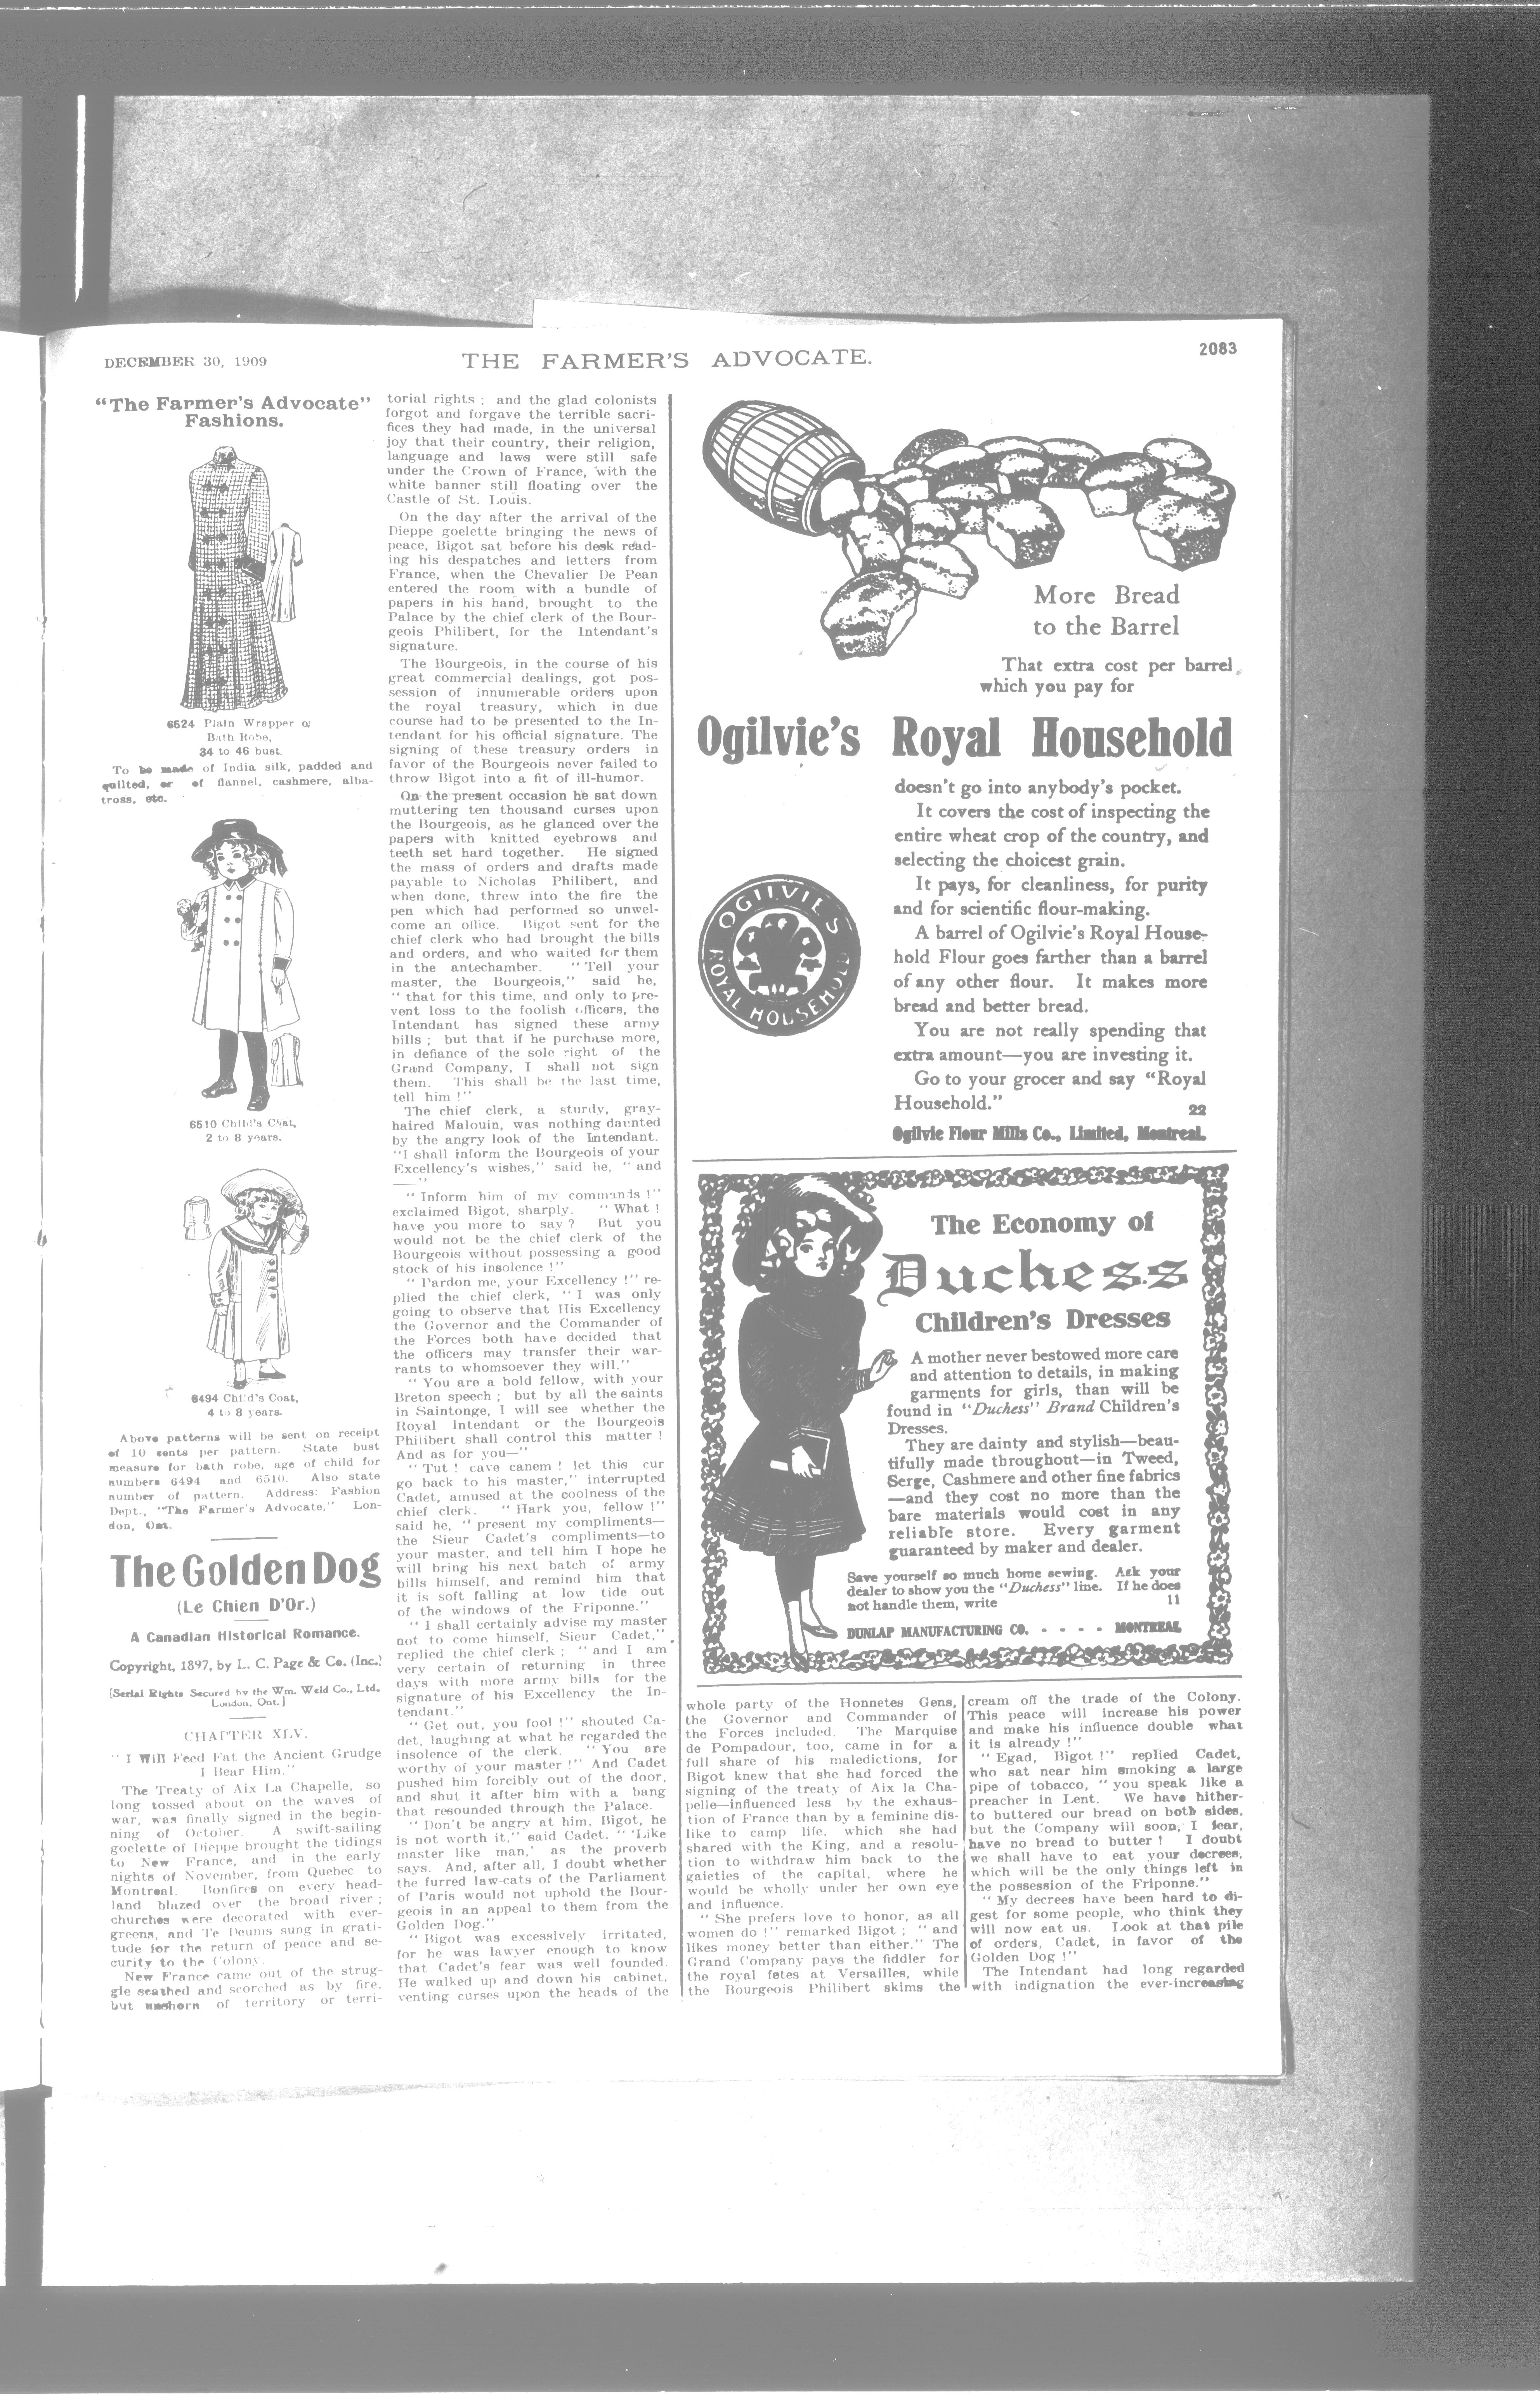 DECEMBER 30, 1909
THE FARMER'S ADVOCATE.
2083
"The Farmer's Advocate"
Fashions.
6524 Plain Wrapper or
Bath Robe,
34 to 46 bust.
To be made of India silk, padded and
quilted, or of flannel, cashmere, alba-
tross, etc.
6510 Child's Coat,
2 to 8 years.
6494 Child's Coat,
4 to 8 years.
Above patterns will be sent on receipt
of 10 cents per pattern. State bust
measure for bath robe, age of child for
numbers 6494 and 6510. Also state
number of pattern. Address: Fashion
Dept., "The Farmer's Advocate," Lon-
don, Ont.
The Golden Dog
(Le Chien D'Or.)
A Canadian Historical Romance.
Copyright, 1897, by L. C. Page & Co. (Inc.)
[Serial Rights Secured by the Wm. Weld Co., Ltd.,
London, Ont.]
CHAPTER XLV.
"I Will Feed Fat the Ancient Grudge
I Bear Him."
The Treaty of Aix La Chapelle, so
long tossed about on the waves of
war, was finally signed in the begin-
ning of October. A swift-sailing
goelette of Dieppe brought the tidings
to New France, and in the early
nights of November, from Quebec to
Montreal. Bonfires on every head-
land blazed over the broad river ;
churches were decorated with ever-
greens, and Te Deums sung in grati-
tude for the return of peace and se-
curity to the Colony.
New France came out of the strug-
gle scathed and scorched as by fire,
but unshorn of territory or terri-
torial rights ; and the glad colonists
forgot and forgave the terrible sacri-
fices they had made, in the universal
joy that their country, their religion,
language and laws were still safe
under the Crown of France, with the
white banner still floating over the
Castle of St. Louis.
On the day after the arrival of the
Dieppe goelette bringing the news of
peace, Bigot sat before his desk read-
ing his despatches and letters from
France, when the Chevalier De Pean
entered the room with a bundle of
papers in his hand, brought to the
Palace by the chief clerk of the Bour-
geois Philibert, for the Intendant's
signature.
The Bourgeois, in the course of his
great commercial dealings, got pos-
session of innumerable orders upon
the royal treasury, which in due
course had to be presented to the In-
tendant for his official signature. The
signing of these treasury orders in
favor of the Bourgeois never failed to
throw Bigot into a fit of ill-humor.
On the present occasion he sat down
muttering ten thousand curses upon
the Bourgeois, as he glanced over the
papers with knitted eyebrows and
teeth set hard together. He signed
the mass of orders and drafts made
payable to Nicholas Philibert, and
when done, threw into the fire the
pen which had performed so unwel-
come an office. Bigot sent for the
chief clerk who had brought the bills
and orders, and who waited for them
in the antechamber. "Tell your
master, the Bourgeois," said he,
"that for this time, and only to pre-
vent loss to the foolish officers, the
Intendant has signed these army
bills ; but that if he purchase more,
in defiance of the sole right of the
Grand Company, I shall not sign
them. This shall be the last time,
tell him !"
The chief clerk, a sturdy, gray-
haired Malouin, was nothing daunted
by the angry look of the Intendant.
"I shall inform the Bourgeois of your
Excellency's wishes," said he, "and
——"
"Inform him of my commands !"
exclaimed Bigot, sharply. "What !
have you more to say ? But you
would not be the chief clerk of the
Bourgeois without possessing a good
stock of his insolence !"
"Pardon me, your Excellency !" re-
plied the chief clerk, "I was only
going to observe that His Excellency
the Governor and the Commander of
the Forces both have decided that
the officers may transfer their war-
rants to whomsoever they will."
"You are a bold fellow, with your
Breton speech ; but by all the saints
in Saintonge, I will see whether the
Royal Intendant or the Bourgeois
Philibert shall control this matter !
And as for you—"
"Tut ! cave canem ! let this cur
go back to his master," interrupted
Cadet, amused at the coolness of the
chief clerk. "Hark you, fellow !"
said he, "present my compliments—
the Sieur Cadet's compliments—to
your master, and tell him I hope he
will bring his next batch of army
bills himself, and remind him that
it is soft falling at low tide out
of the windows of the Friponne."
"I shall certainly advise my master
not to come himself, Sieur Cadet,"
replied the chief clerk ; "and I am
very certain of returning in three
days with more army bills for the
signature of his Excellency the In-
tendant."
"Get out, you fool !" shouted Ca-
det, laughing at what he regarded the
insolence of the clerk. "You are
worthy of your master !" And Cadet
pushed him forcibly out of the door,
and shut it after him with a bang
that resounded through the Palace.
"Don't be angry at him, Bigot, he
is not worth it," said Cadet. "'Like
master like man,' as the proverb
says. And, after all, I doubt whether
the furred law-cats of the Parliament
of Paris would not uphold the Bour-
geois in an appeal to them from the
Golden Dog."
"Bigot was excessively irritated,
for he was lawyer enough to know
that Cadet's fear was well founded.
He walked up and down his cabinet,
venting curses upon the heads of the
More Bread
to the Barrel
That extra cost per barrel
which you pay for
Ogilvie's Royal Household
doesn't go into anybody's pocket.
It covers the cost of inspecting the
entire wheat crop of the country, and
selecting the choicest grain.
It pays, for cleanliness, for purity
and for scientific flour-making.
A barrel of Ogilvie's Royal House-
hold Flour goes farther than a barrel
of any other flour. It makes more
bread and better bread.
You are not really spending that
extra amount—you are investing it.
Go to your grocer and say "Royal
Household."
22
Ogilvie Flour Mills Co., Limited, Montreal.
OGILVIE'S
ROYAL HOUSEHOLD
The Economy of
Duchess
Children's Dresses
A mother never bestowed more care
and attention to details, in making
garments for girls, than will be
found in "Duchess" Brand Children's
Dresses.
They are dainty and stylish—beau-
tifully made throughout—in Tweed,
Serge, Cashmere and other fine fabrics
—and they cost no more than the
bare materials would cost in any
reliable store. Every garment
guaranteed by maker and dealer.
Save yourself so much home sewing. Ask your
dealer to show you the "Duchess" line. If he does
not handle them, write
11
DUNLAP MANUFACTURING CO. - - - - MONTREAL
whole party of the Honnetes Gens,
the Governor and Commander of
the Forces included. The Marquise
de Pompadour, too, came in for a
full share of his maledictions, for
Bigot knew that she had forced the
signing of the treaty of Aix la Cha-
pelle—influenced less by the exhaus-
tion of France than by a feminine dis-
like to camp life, which she had
shared with the King, and a resolu-
tion to withdraw him back to the
gaieties of the capital, where he
would be wholly under her own eye
and influence.
"She prefers love to honor, as all
women do !" remarked Bigot ; "and
likes money better than either." The
Grand Company pays the fiddler for
the royal fetes at Versailles, while
the Bourgeois Philibert skims the
cream off the trade of the Colony.
This peace will increase his power
and make his influence double what
it is already !"
"Egad, Bigot !" replied Cadet,
who sat near him smoking a large
pipe of tobacco, "you speak like a
preacher in Lent. We have hither-
to buttered our bread on both sides,
but the Company will soon, I fear,
have no bread to butter ! I doubt
we shall have to eat your decrees,
which will be the only things left in
the possession of the Friponne."
"My decrees have been hard to di-
gest for some people, who think they
will now eat us. Look at that pile
of orders, Cadet, in favor of the
Golden Dog !"
The Intendant had long regarded
with indignation the ever-increasing